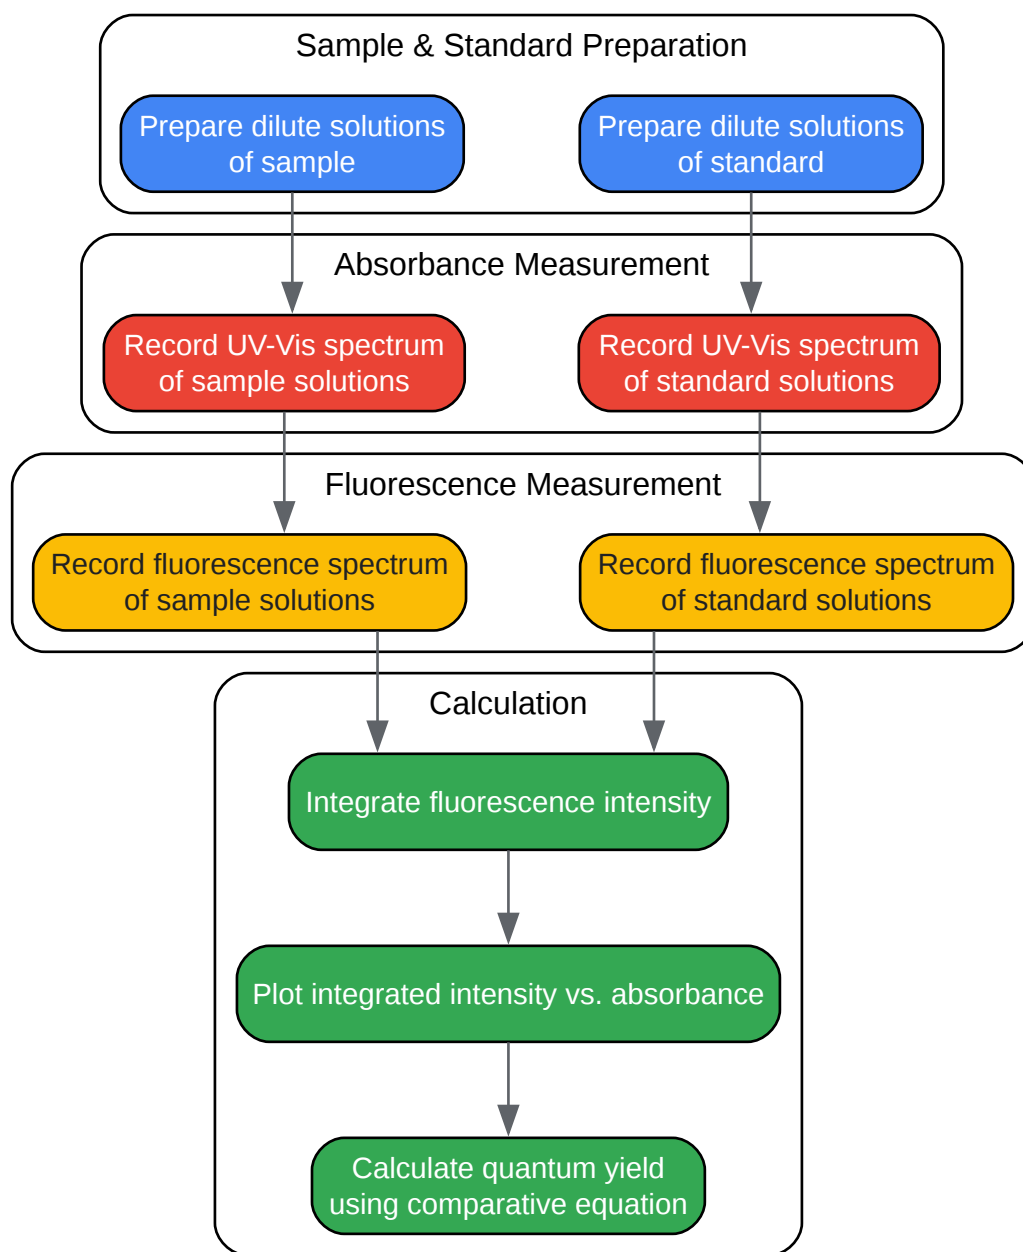 Sample & Standard Preparation
Prepare dilute solutions
of sample
Prepare dilute solutions
of standard
Absorbance Measurement
Record UV-Vis spectrum
of sample solutions
Record UV-Vis spectrum
of standard solutions
Fluorescence Measurement
Record fluorescence spectrum
of sample solutions
Record fluorescence spectrum
of standard solutions
Calculation
Integrate fluorescence intensity
Plot integrated intensity vs. absorbance
Calculate quantum yield
using comparative equation